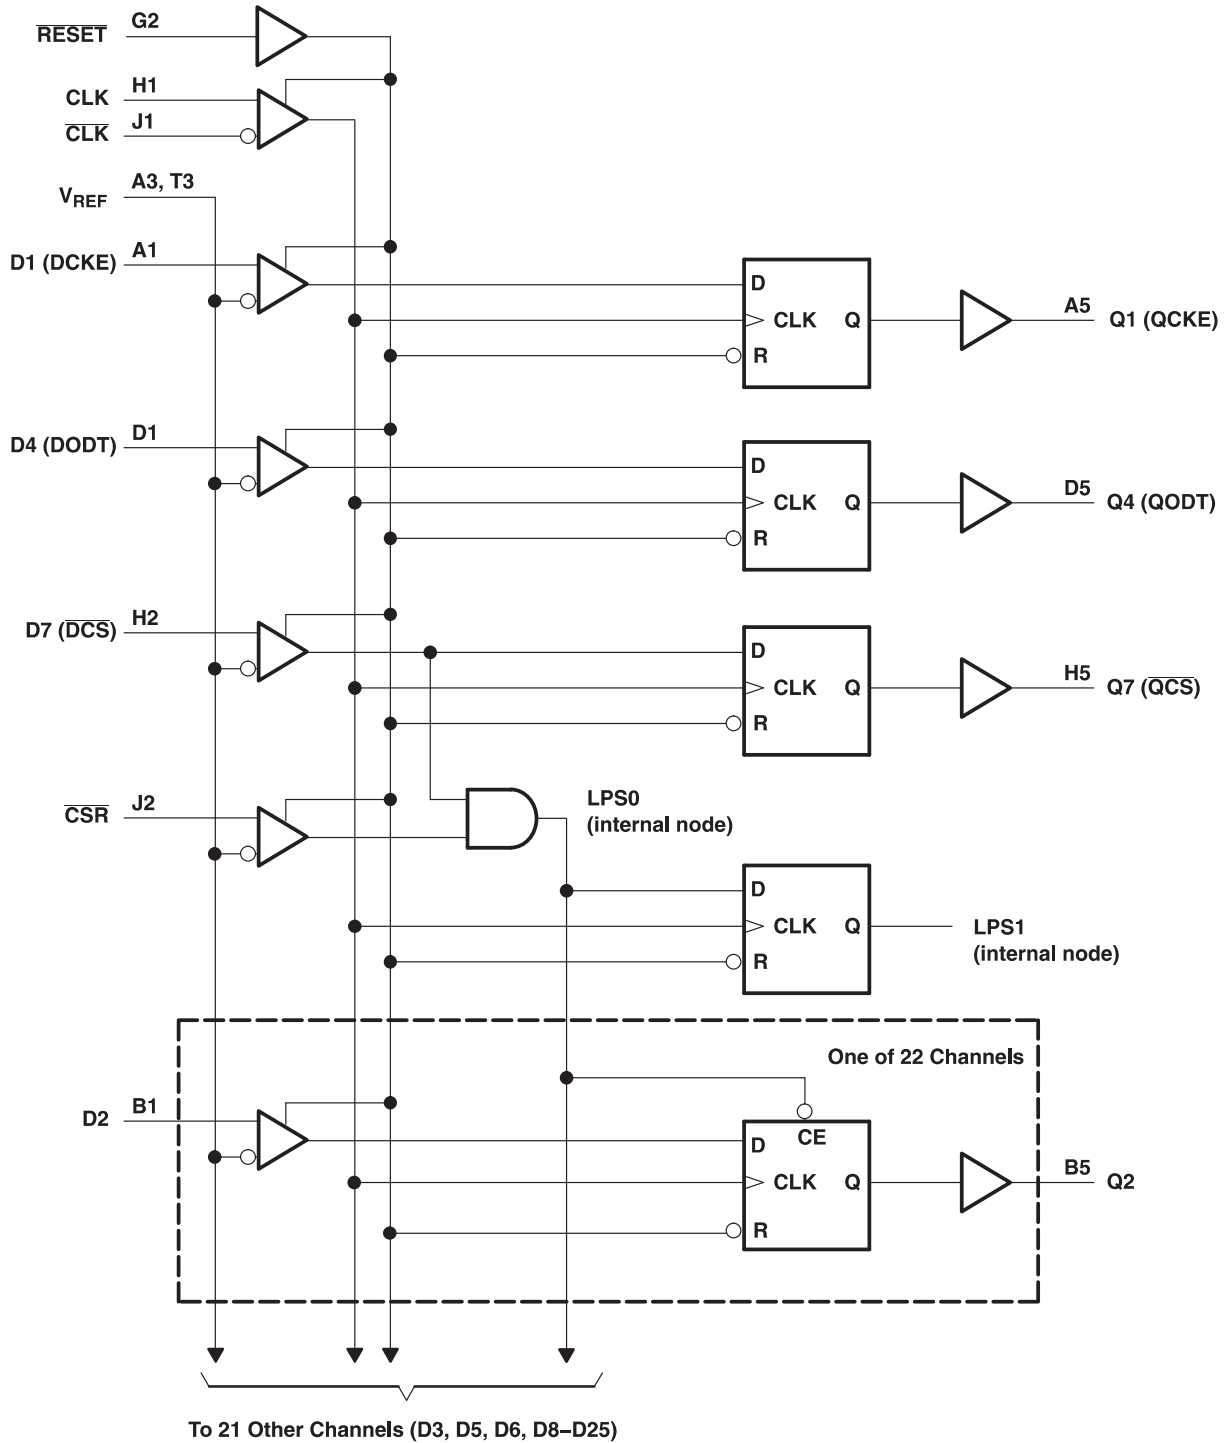 G2
RESET
H1
CLK
J1
CLK
A3, T3
VREF
A1
D1 (DCKE)
D
CLK Q
R
A5
Q1 (QCKE)
D1
D4 (DODT)
D
CLK Q
R
D5
Q4 (QODT)
H2
D7 (DCS)
D
CLK Q
R
H5
Q7 (QCS)
J2
CSR
LPS0
(internal node)
D
CLK Q
R
LPS1
(internal node)
One of 22 Channels
B1
D2
CE
D
CLK Q
R
B5
Q2
To 21 Other Channels (D3, D5, D6, D8–D25)